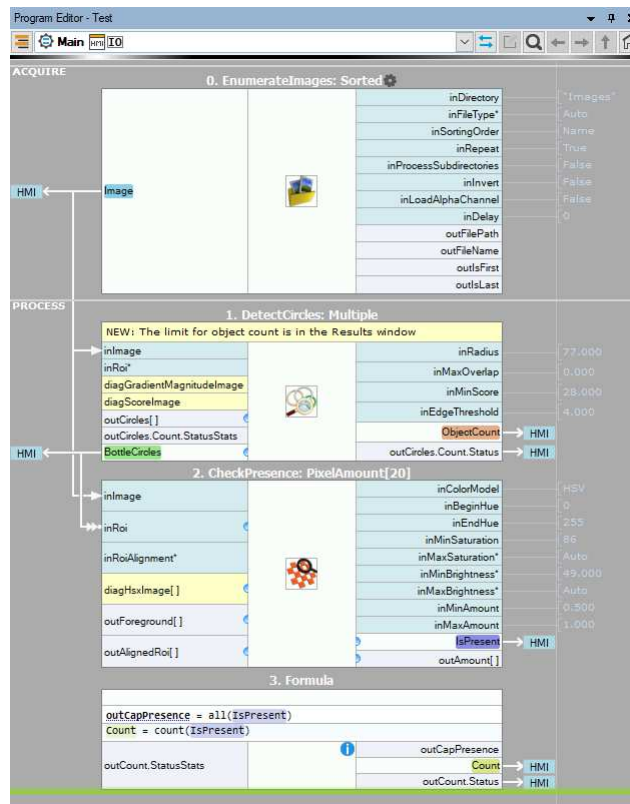 Program Editor - Test
Main HMI IO
ACQUIRE
0. EnumerateImages: Sorted
inDirectory "Images"
inFileType* Auto
inSortingOrder Name
inRepeat True
inProcessSubdirectories False
HMI Image inInvert False
inLoadAlphaChannel False
inDelay 0
outFilePath
outFileName
outIsFirst
outIsLast
PROCESS
1. DetectCircles: Multiple
NEW: The limit for object count is in the Results window
inImage inRadius 77.000
inRoi* inMaxOverlap 0.000
diagGradientMagnitudeImage inMinScore 28.000
diagScoreImage inEdgeThreshold 4.000
outCircles[ ] ObjectCount HMI
outCircles.Count.StatusStats
HMI BottleCircles outCircles.Count.Status HMI
2. CheckPresence: PixelAmount[20]
inImage inColorModel HSV
inBeginHue 0
inRoi inEndHue 255
inMinSaturation 86
inRoiAlignment* inMaxSaturation* Auto
inMinBrightness* 49.000
diagHsxImage[ ] inMaxBrightness* Auto
inMinAmount 0.500
outForeground[ ] inMaxAmount 1.000
IsPresent HMI
outAlignedRoi[ ] outAmount[ ]
3. Formula
outCapPresence = all(IsPresent)
Count = count(IsPresent)
outCapPresence
outCount.StatusStats Count HMI
outCount.Status HMI